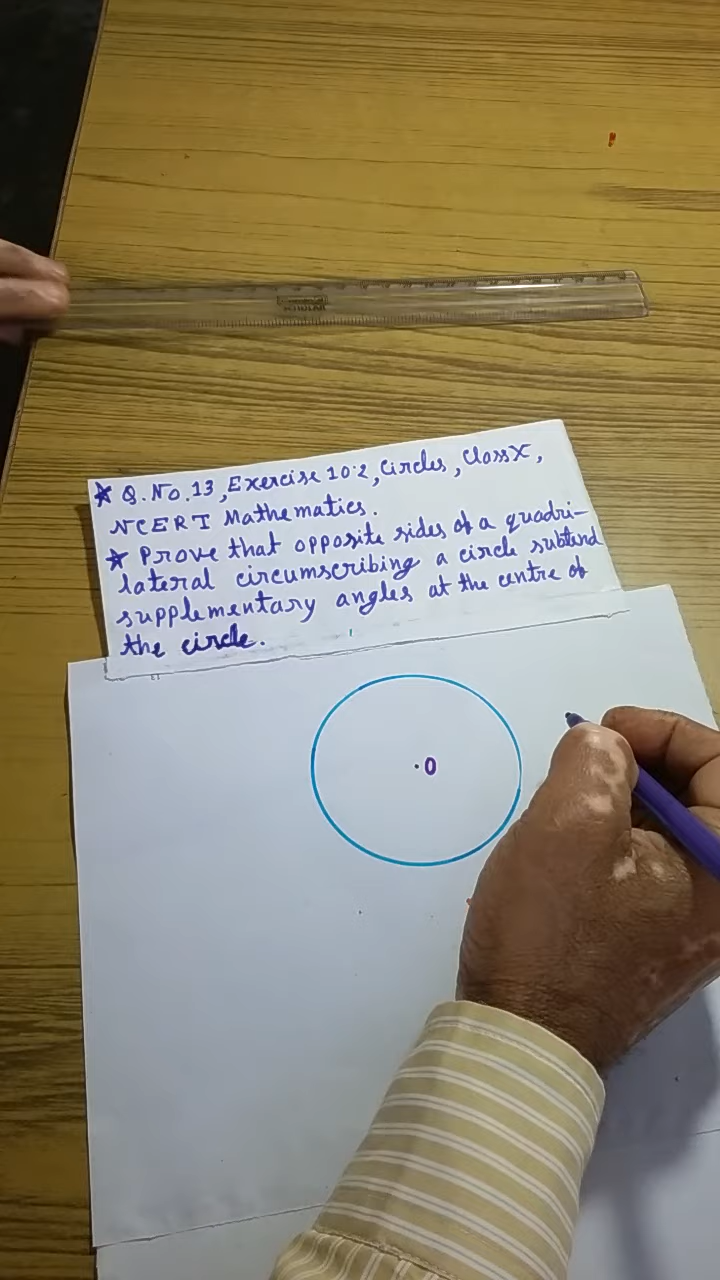 ★ Q.No.13, Exercise 10.2, Circles, Class X,
NCERT Mathematics.
★ Prove that opposite sides of a quadri-
lateral circumscribing a circle subtend
supplementary angles at the centre of
the circle.
.O